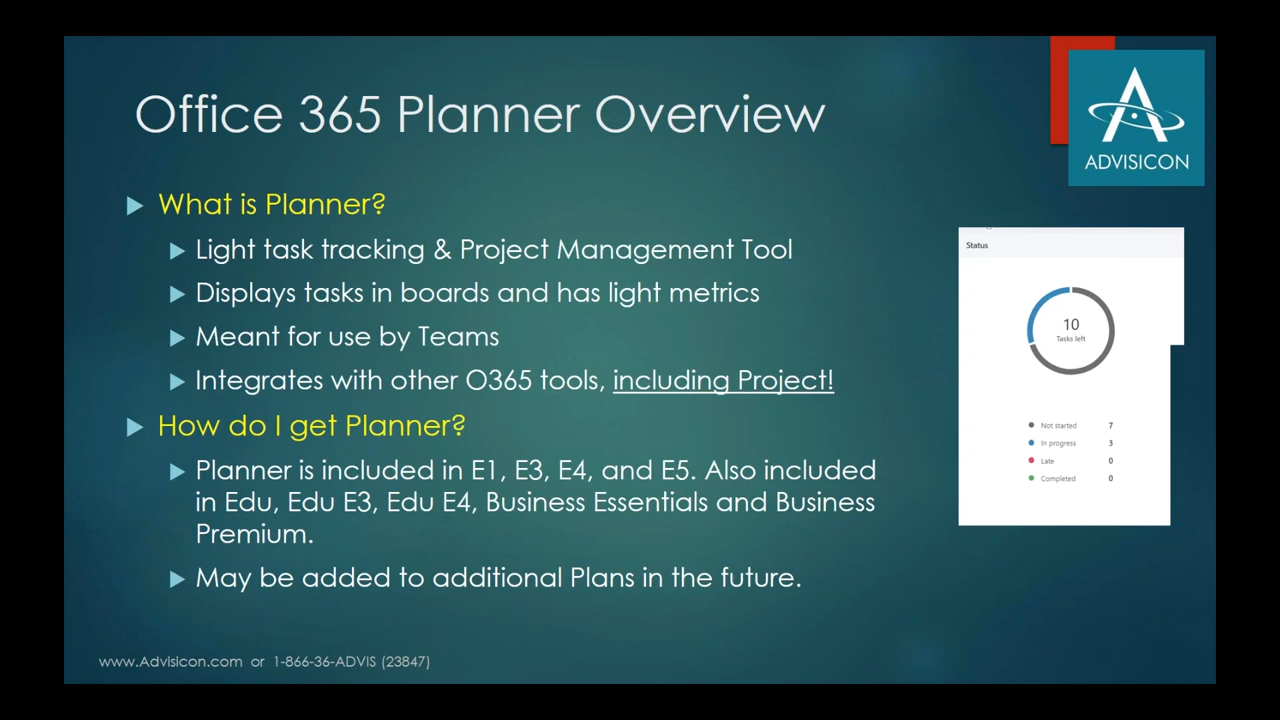 Office 365 Planner Overview
ADVISICON
What is Planner?
Light task tracking & Project Management Tool
Displays tasks in boards and has light metrics
Meant for use by Teams
Integrates with other O365 tools, including Project!
How do I get Planner?
Planner is included in E1, E3, E4, and E5. Also included
in Edu, Edu E3, Edu E4, Business Essentials and Business
Premium.
May be added to additional Plans in the future.
Status
10
Tasks left
Not started 7
In progress 3
Late 0
Completed 0
www.Advisicon.com or 1-866-36-ADVIS (23847)